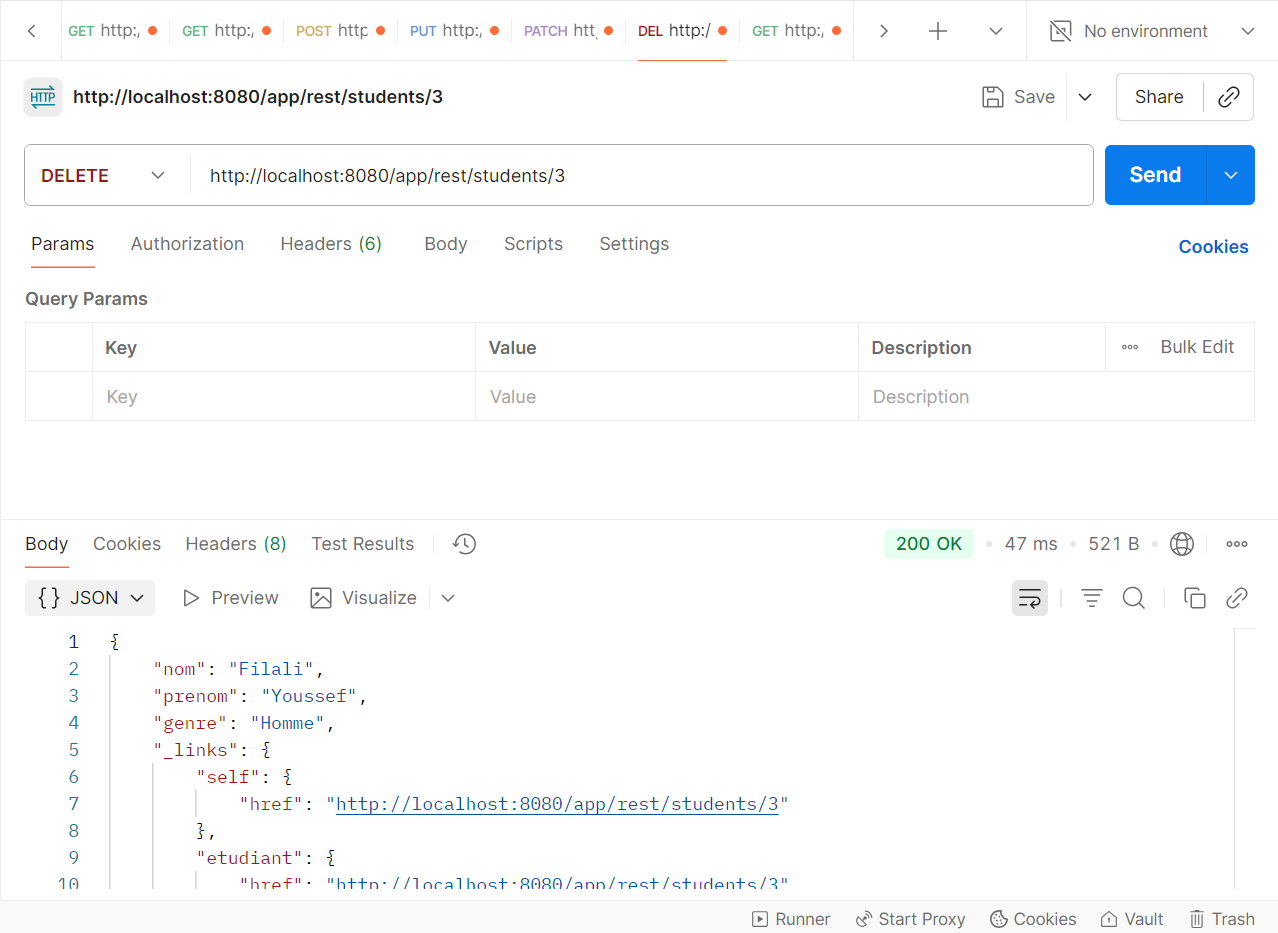 GET http:/ GET http:/ POST http PUT http:/ PATCH htt DEL http:/ GET http:/ No environment
HTTP http://localhost:8080/app/rest/students/3 Save Share
DELETE http://localhost:8080/app/rest/students/3 Send
Params Authorization Headers (6) Body Scripts Settings Cookies
Query Params
Key Value Description Bulk Edit
Key Value Description
Body Cookies Headers (8) Test Results 200 OK 47 ms 521 B
{} JSON Preview Visualize
1 {
2 "nom": "Filali",
3 "prenom": "Youssef",
4 "genre": "Homme",
5 "_links": {
6 "self": {
7 "href": "http://localhost:8080/app/rest/students/3"
8 },
9 "etudiant": {
10 "href": "http://localhost:8080/app/rest/students/3"
Runner Start Proxy Cookies Vault Trash